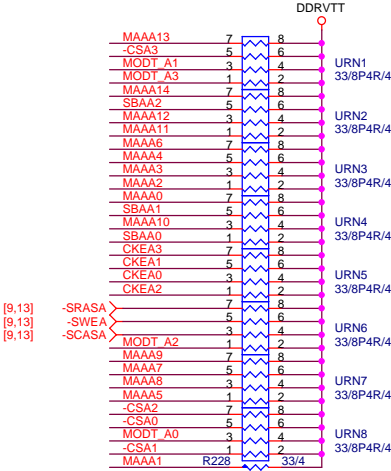 DDRVTT
MAAA13 7 8
-CSA3 5 6
MODT_A1 3 4 URN1
MODT_A3 1 2 33/8P4R/4
MAAA14 7 8
SBAA2 5 6
MAAA12 3 4 URN2
MAAA11 1 2 33/8P4R/4
MAAA6 7 8
MAAA4 5 6
MAAA3 3 4 URN3
MAAA2 1 2 33/8P4R/4
MAAA0 7 8
SBAA1 5 6
MAAA10 3 4 URN4
SBAA0 1 2 33/8P4R/4
CKEA3 7 8
CKEA1 5 6
CKEA0 3 4 URN5
CKEA2 1 2 33/8P4R/4
[9,13] -SRASA 7 8
[9,13] -SWEA 5 6
[9,13] -SCASA 3 4 URN6
MODT_A2 1 2 33/8P4R/4
MAAA9 7 8
MAAA7 5 6
MAAA8 3 4 URN7
MAAA5 1 2 33/8P4R/4
-CSA2 7 8
-CSA0 5 6
MODT_A0 3 4 URN8
-CSA1 1 2 33/8P4R/4
MAAA1 R228 33/4